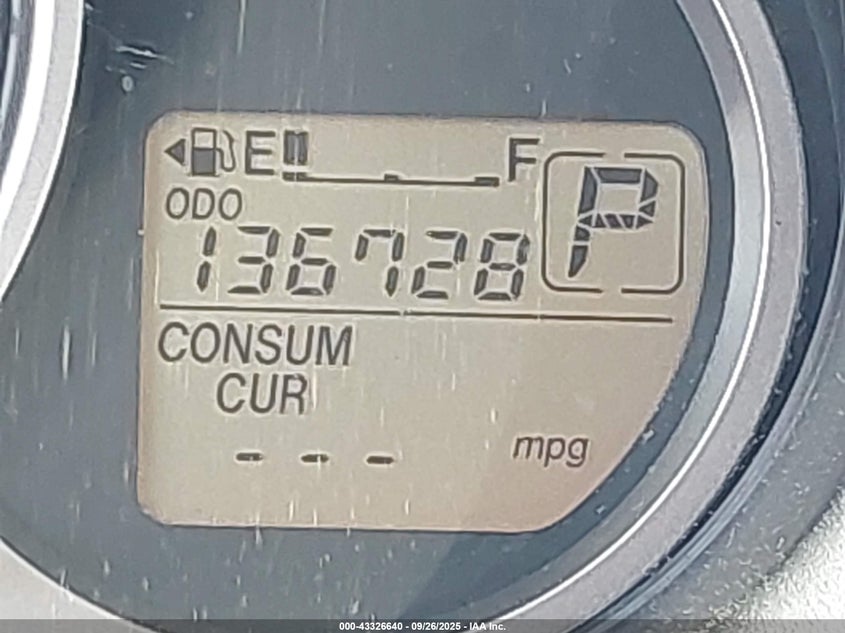 E F
P
ODO
136728
CONSUM
CUR
--- mpg
000-43326640 - 09/26/2025 - IAA Inc.